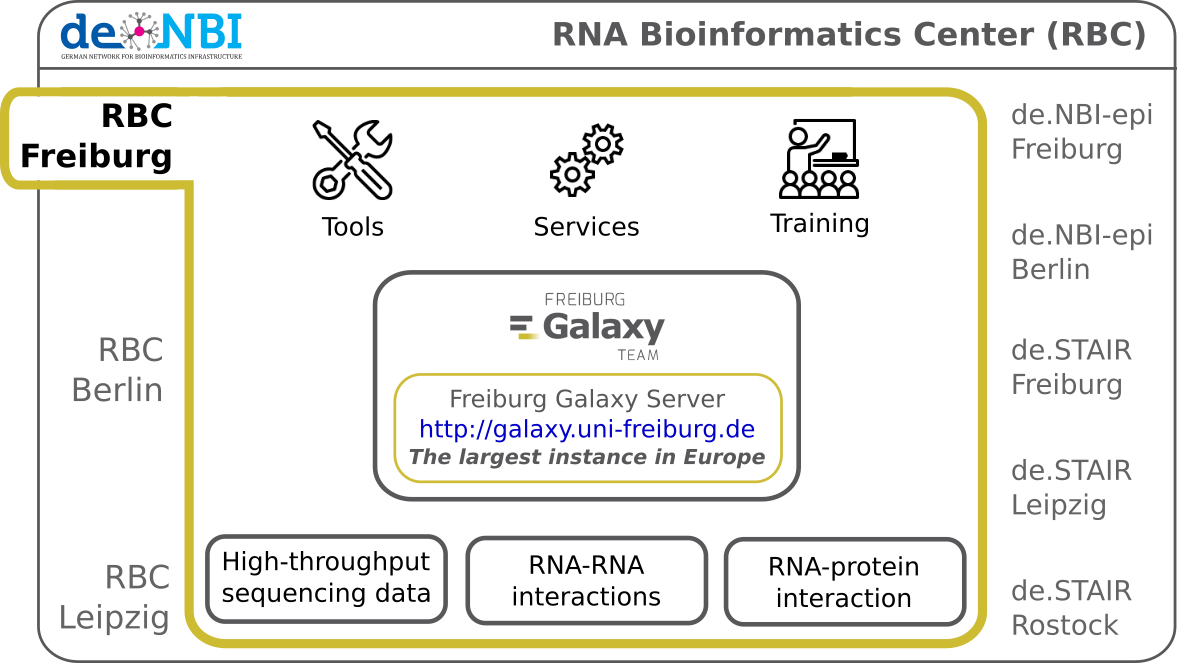 de.NBI
GERMAN NETWORK FOR BIOINFORMATICS INFRASTRUCTURE
RNA Bioinformatics Center (RBC)
RBC
Freiburg
RBC
Berlin
RBC
Leipzig
Tools
Services
Training
FREIBURG
Galaxy
TEAM
Freiburg Galaxy Server
http://galaxy.uni-freiburg.de
The largest instance in Europe
High-throughput
sequencing data
RNA-RNA
interactions
RNA-protein
interaction
de.NBI-epi
Freiburg
de.NBI-epi
Berlin
de.STAIR
Freiburg
de.STAIR
Leipzig
de.STAIR
Rostock